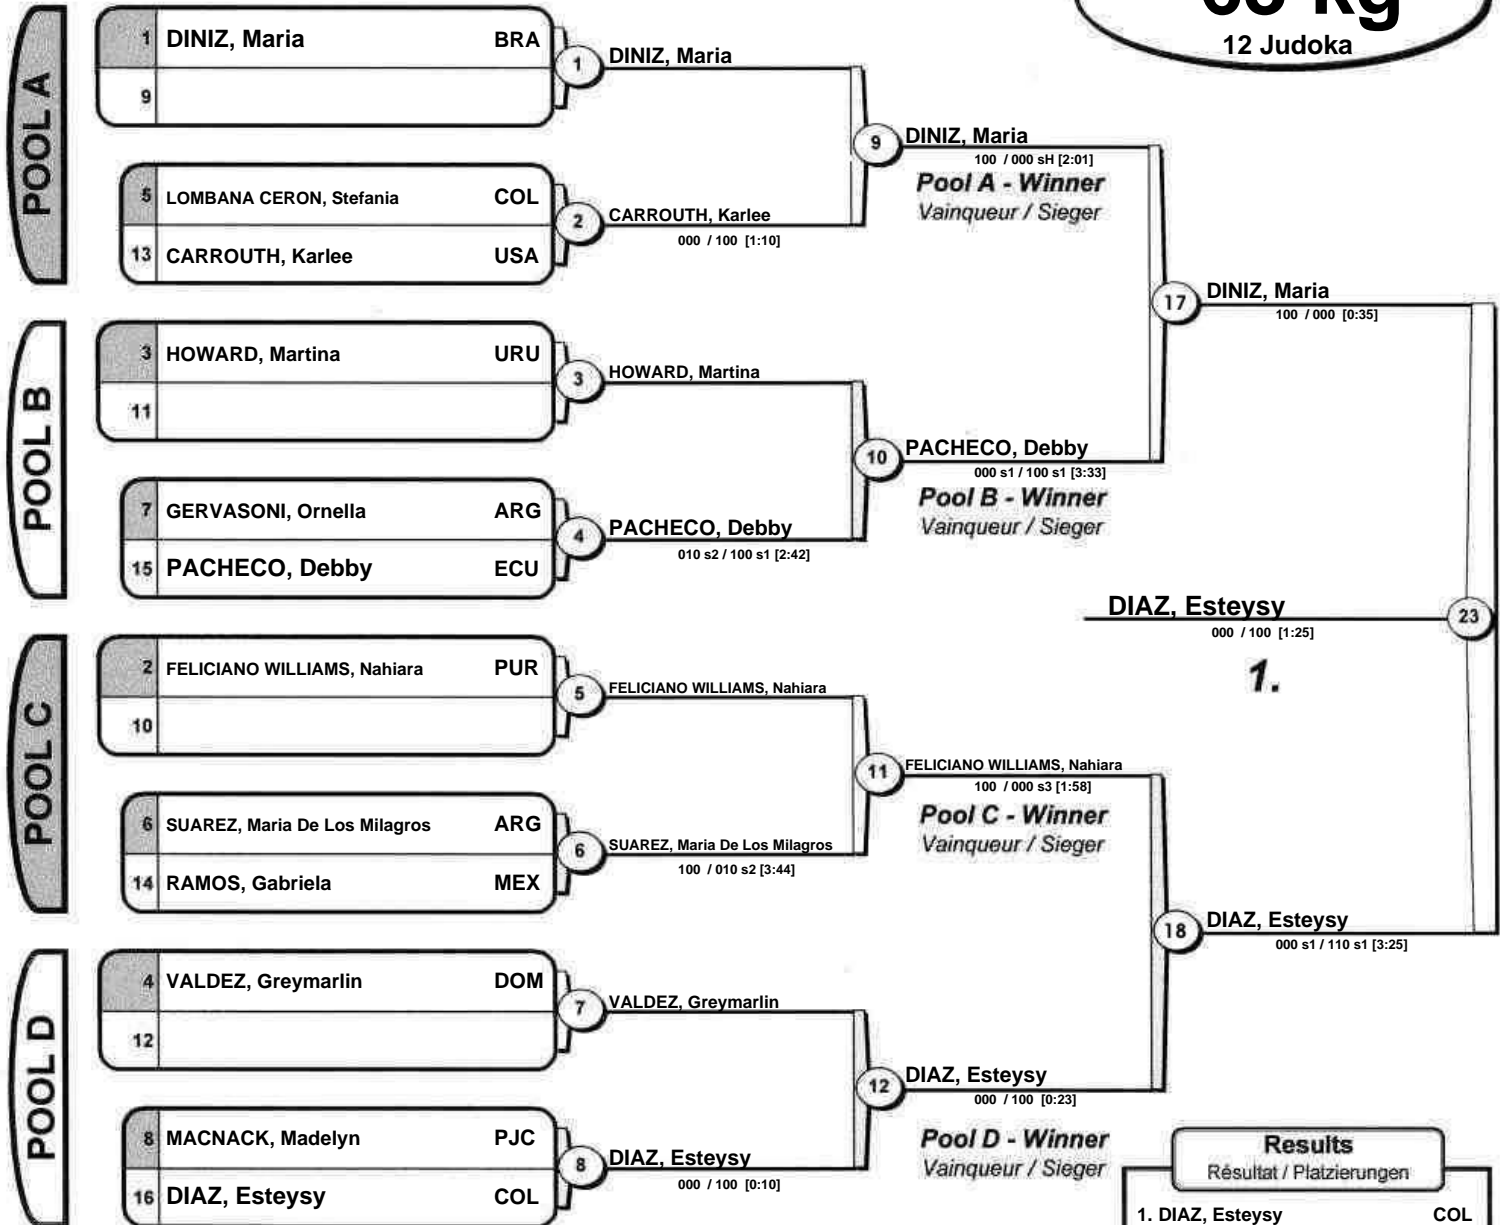 kg
12 Judoka
POOL A
1 DINIZ, Maria BRA
9
5 LOMBANA CERON, Stefania COL
13 CARROUTH, Karlee USA
1 DINIZ, Maria
2 CARROUTH, Karlee
000 / 100 [1:10]
9 DINIZ, Maria
100 / 000 sH [2:01]
Pool A - Winner
Vainqueur / Sieger
POOL B
3 HOWARD, Martina URU
11
7 GERVASONI, Ornella ARG
15 PACHECO, Debby ECU
3 HOWARD, Martina
4 PACHECO, Debby
010 s2 / 100 s1 [2:42]
10 PACHECO, Debby
000 s1 / 100 s1 [3:33]
Pool B - Winner
Vainqueur / Sieger
17 DINIZ, Maria
100 / 000 [0:35]
DIAZ, Esteysy 23
000 / 100 [1:25]
1.
POOL C
2 FELICIANO WILLIAMS, Nahiara PUR
10
6 SUAREZ, Maria De Los Milagros ARG
14 RAMOS, Gabriela MEX
5 FELICIANO WILLIAMS, Nahiara
6 SUAREZ, Maria De Los Milagros
100 / 010 s2 [3:44]
11 FELICIANO WILLIAMS, Nahiara
100 / 000 s3 [1:58]
Pool C - Winner
Vainqueur / Sieger
POOL D
4 VALDEZ, Greymarlin DOM
12
8 MACNACK, Madelyn PJC
16 DIAZ, Esteysy COL
7 VALDEZ, Greymarlin
8 DIAZ, Esteysy
000 / 100 [0:10]
12 DIAZ, Esteysy
000 / 100 [0:23]
Pool D - Winner
Vainqueur / Sieger
18 DIAZ, Esteysy
000 s1 / 110 s1 [3:25]
Results
Résultat / Platzierungen
1. DIAZ, Esteysy COL